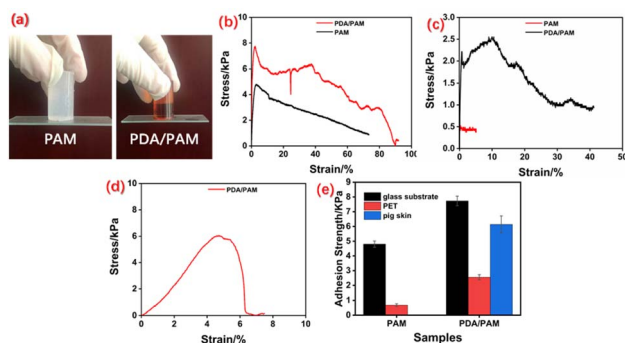 (a)
PAM
PDA/PAM
(b)
PDA/PAM
PAM
Stress/kPa
10
8
6
4
2
0
0 20 40 60 80 100
Strain/%
(c)
PAM
PDA/PAM
Stress/kPa
3.0
2.5
2.0
1.5
1.0
0.5
0.0
0 10 20 30 40 50
Strain/%
(d)
PDA/PAM
Stress/kPa
10
8
6
4
2
0
0 2 4 6 8 10
Strain/%
(e)
glass substrate
PET
pig skin
Adhesion Strength/KPa
8
7
6
5
4
3
2
1
0
PAM PDA/PAM
Samples